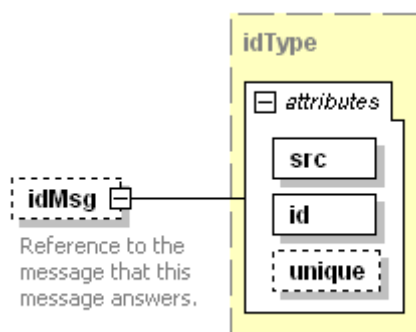 idType
attributes
src
idMsg
id
Reference to the
message that this
message answers.
unique